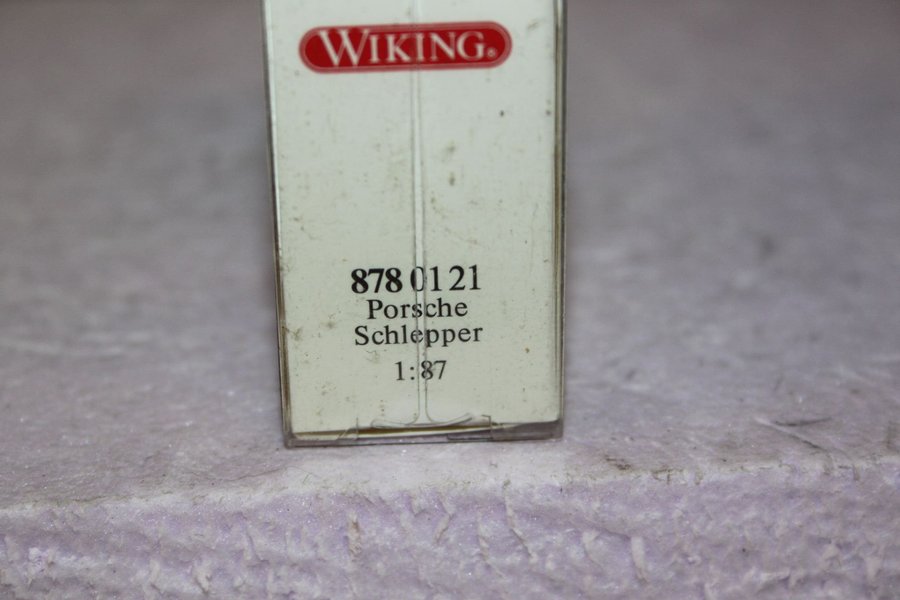 WIKING®
878 01 21
Porsche
Schlepper
1:87